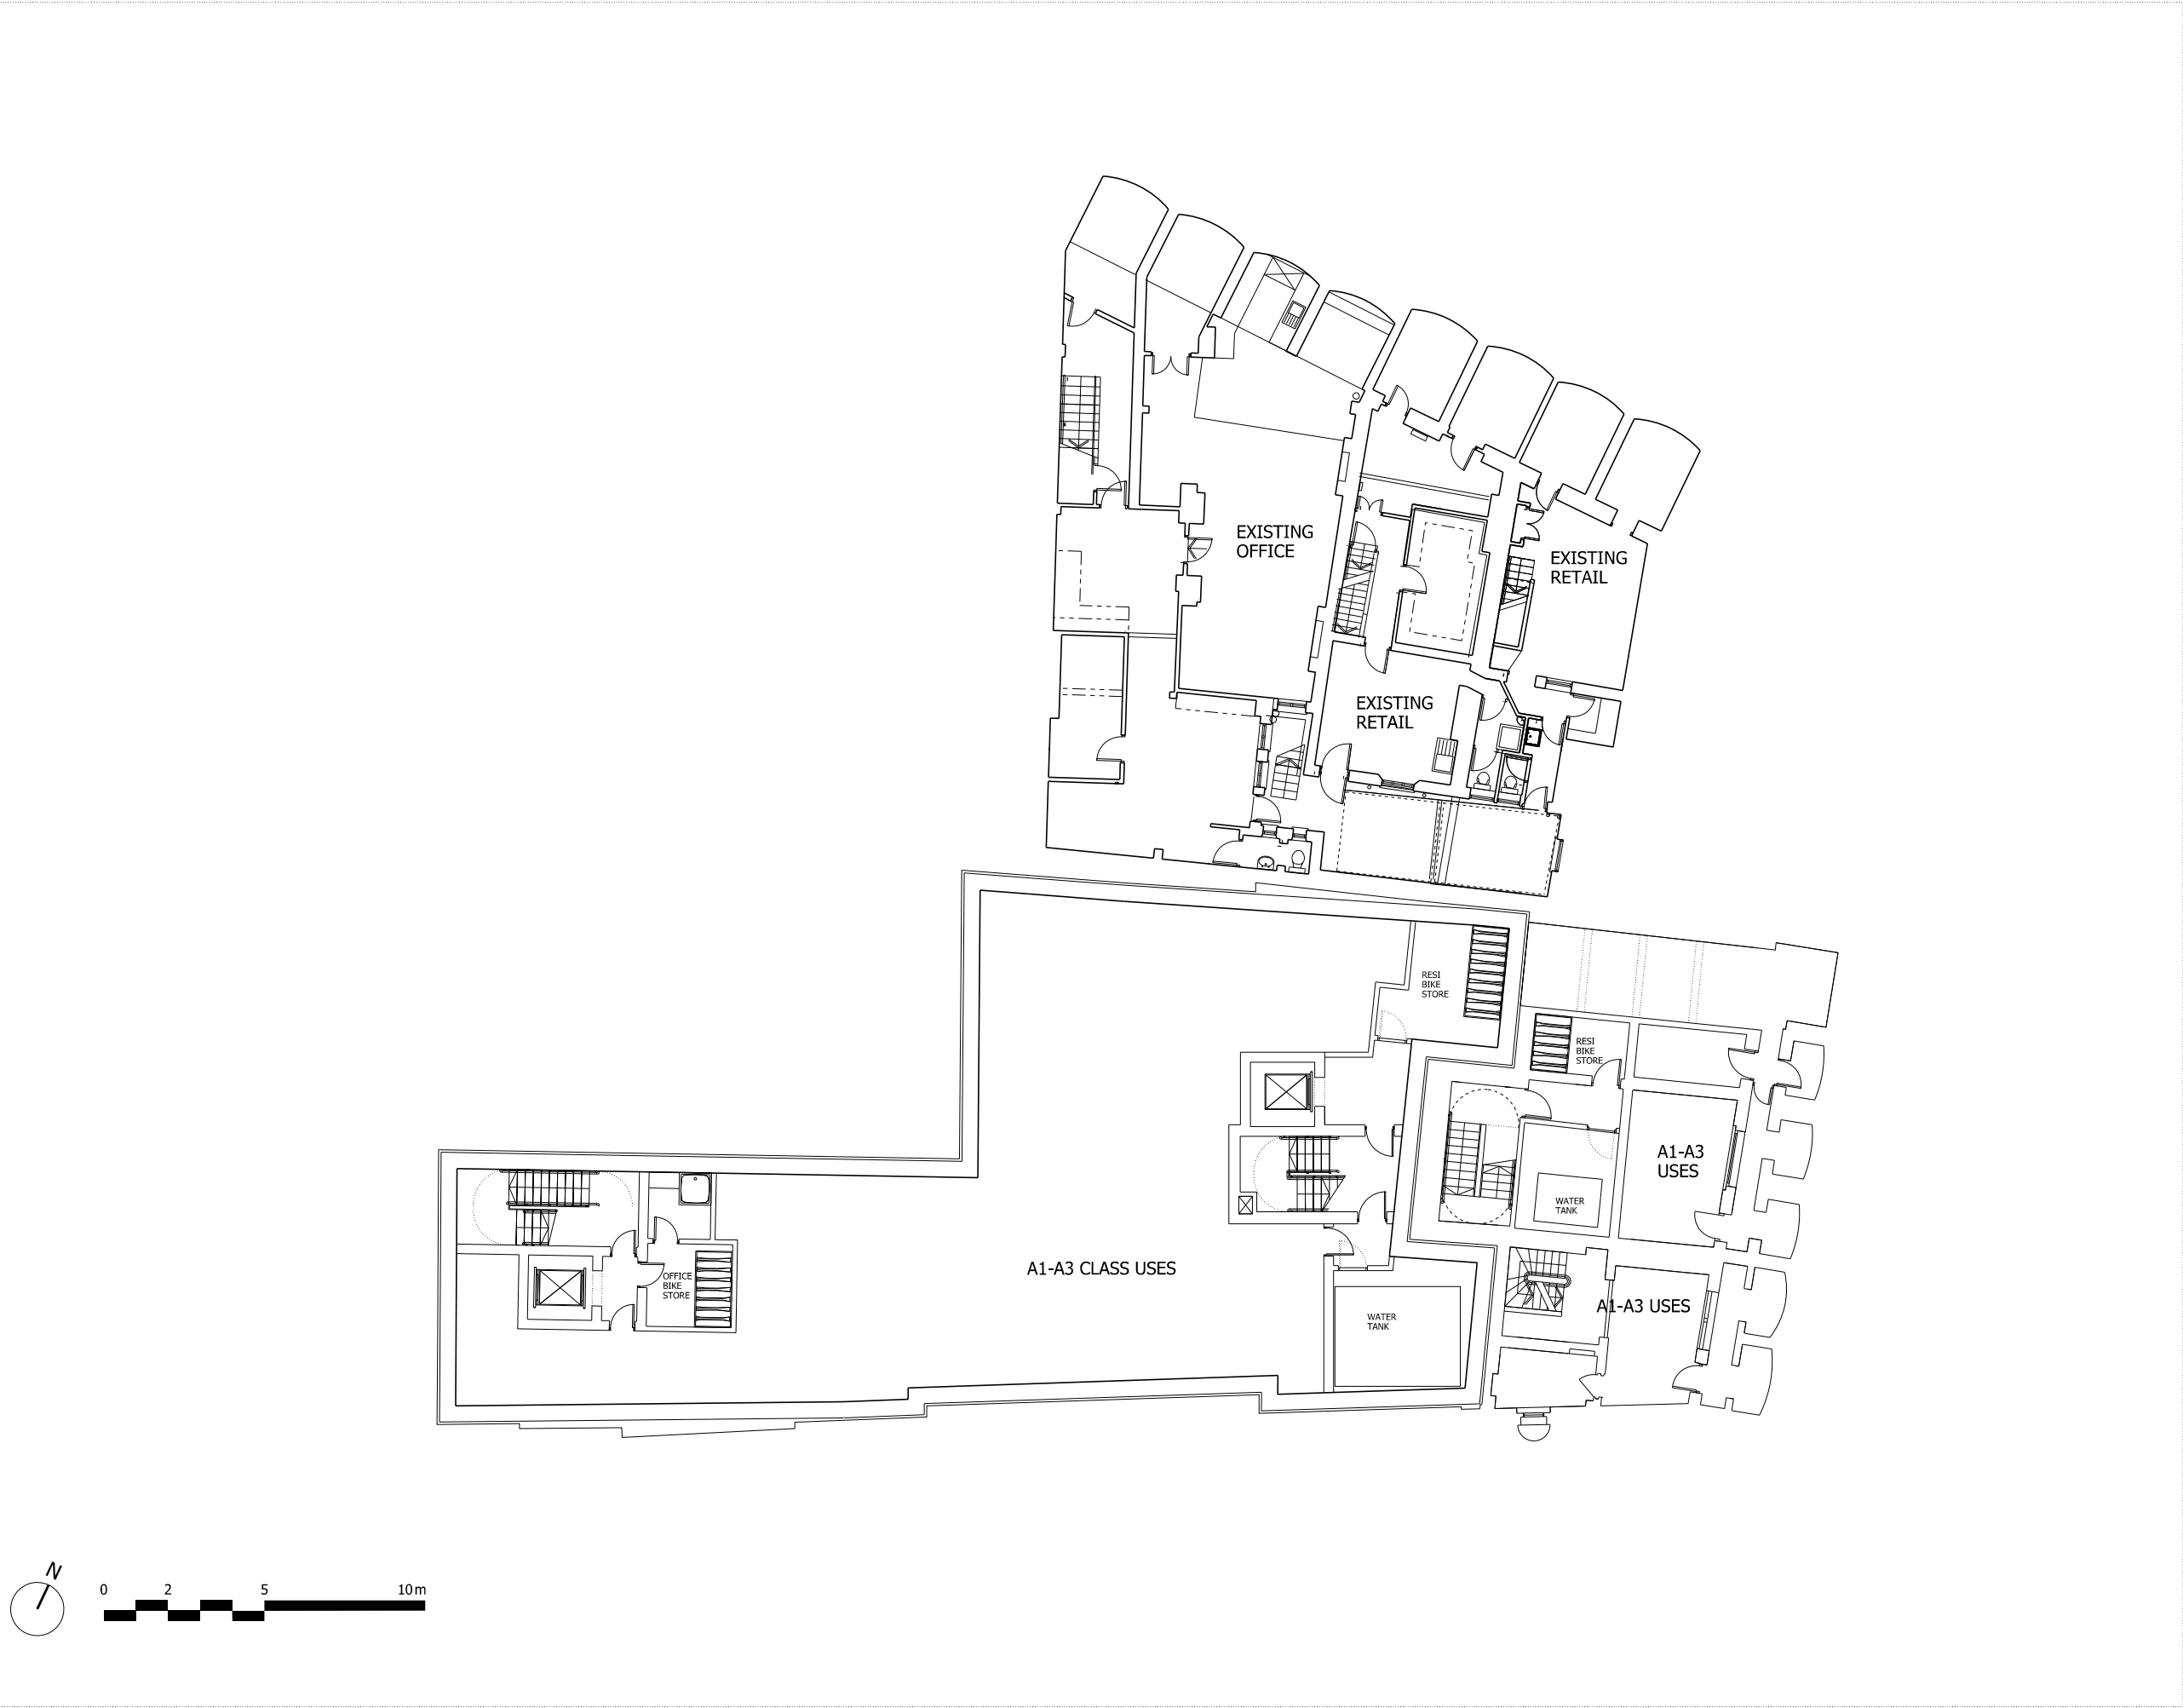 EXISTING
OFFICE
EXISTING
RETAIL
EXISTING
RETAIL
RESI
BIKE
STORE
RESI
BIKE
STORE
A1-A3
USES
WATER
TANK
A1-A3 CLASS USES
OFFICE
BIKE
STORE
A1-A3 USES
WATER
TANK
N
0 2 5 10m